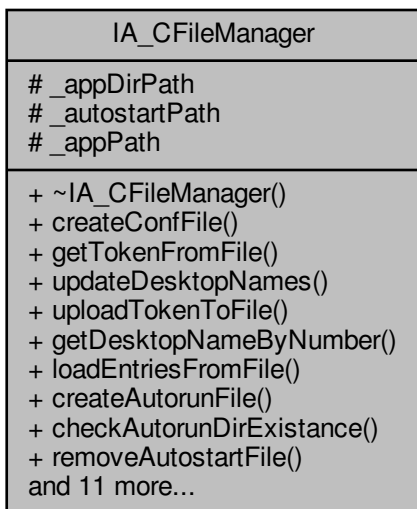 IA_CFileManager
# _appDirPath
# _autostartPath
# _appPath
+ ~IA_CFileManager()
+ createConfFile()
+ getTokenFromFile()
+ updateDesktopNames()
+ uploadTokenToFile()
+ getDesktopNameByNumber()
+ loadEntriesFromFile()
+ createAutorunFile()
+ checkAutorunDirExistance()
+ removeAutostartFile()
and 11 more...